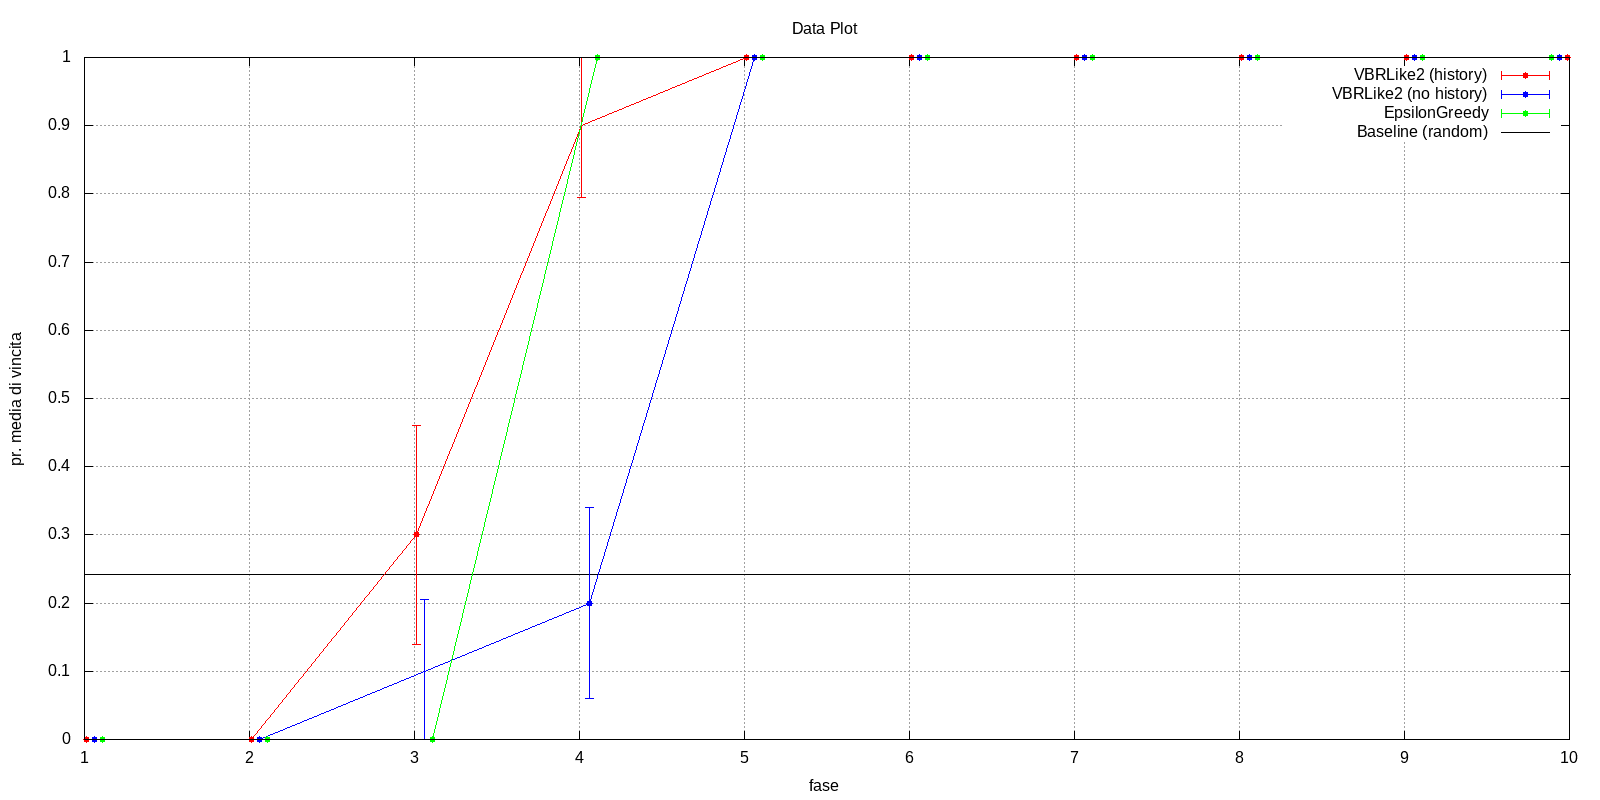 Data Plot
1
0.9
0.8
0.7
0.6
0.5
0.4
0.3
0.2
0.1
0
pr. media di vincita
VBRLike2 (history)
VBRLike2 (no history)
EpsilonGreedy
Baseline (random)
1 2 3 4 5 6 7 8 9 10
fase